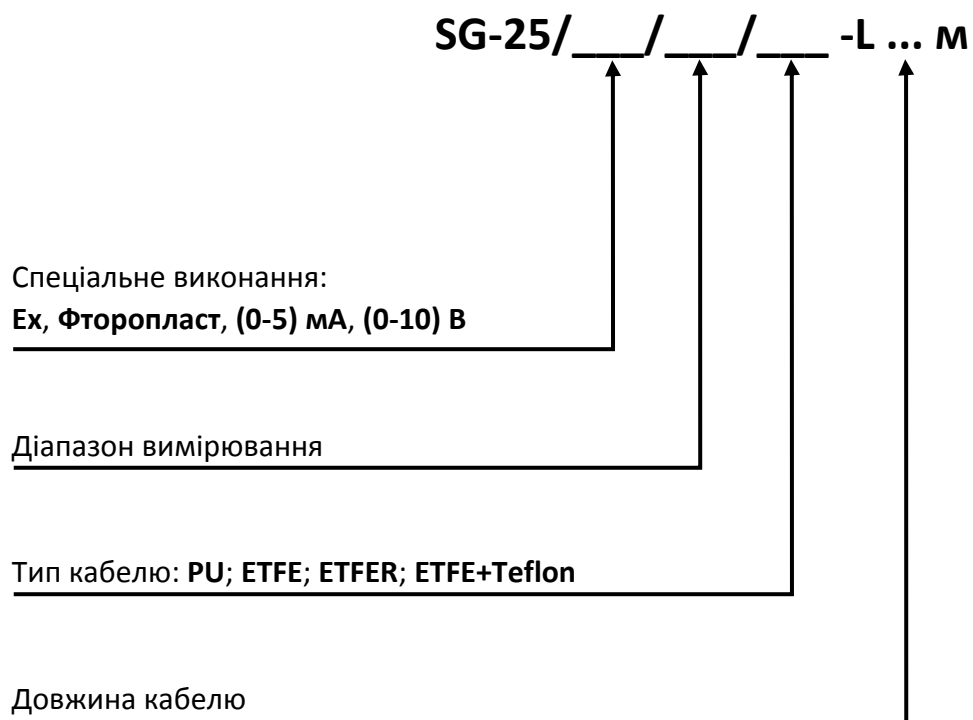 SG-25/___/___/___ -L ... м
Спеціальне виконання:
Ex, Фторопласт, (0-5) мА, (0-10) В
Діапазон вимірювання
Тип кабелю: PU; ETFE; ETFER; ETFE+Teflon
Довжина кабелю